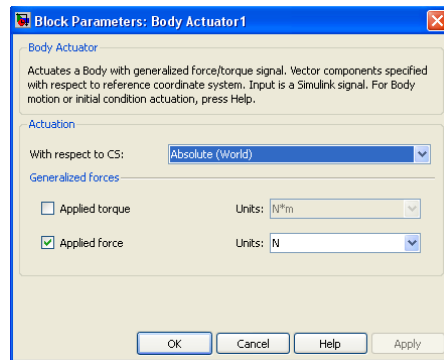 Block Parameters: Body Actuator1
Body Actuator
Actuates a Body with generalized force/torque signal. Vector components specified
with respect to reference coordinate system. Input is a Simulink signal. For Body
motion or initial condition actuation, press Help.
Actuation
With respect to CS: Absolute (World)
Generalized forces
Applied torque Units: N*m
Applied force Units: N
OK Cancel Help Apply